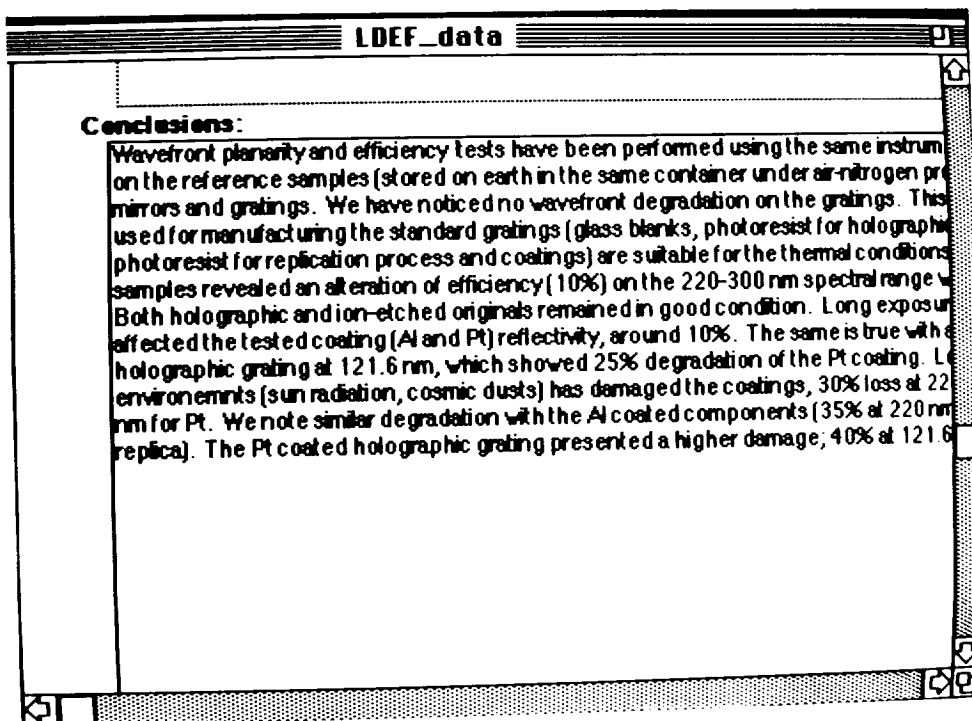 LDEF_data
Conclusions:
Wavefront planarity and efficiency tests have been performed using the same instrum
on the reference samples (stored on earth in the same container under air-nitrogen pre
mirrors and gratings. We have noticed no wavefront degradation on the gratings. This
used for manufacturing the standard gratings (glass blanks, photoresist for holographi
photoresist for replication process and coatings) are suitable for the thermal conditions
samples revealed an alteration of efficiency (10%) on the 220-300 nm spectral range w
Both holographic and ion-etched originals remained in good condition. Long exposur
affected the tested coating (Al and Pt) reflectivity, around 10%. The same is true with a
holographic grating at 121.6 nm, which showed 25% degradation of the Pt coating. Lo
environemnts (sun radiation, cosmic dusts) has damaged the coatings, 30% loss at 22
nm for Pt. We note similar degradation with the Al coated components (35% at 220 nm
replica). The Pt coated holographic grating presented a higher damage; 40% at 121.6